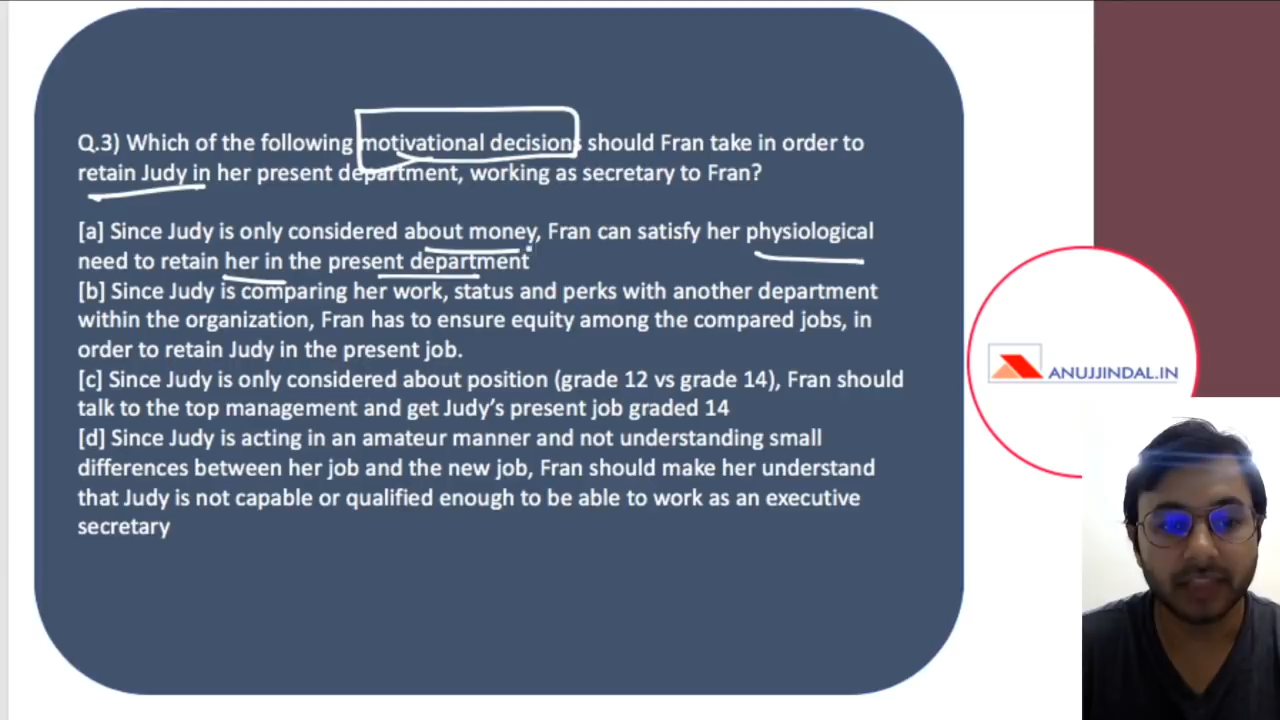 Q.3) Which of the following motivational decisions should Fran take in order to
retain Judy in her present department, working as secretary to Fran?
[a] Since Judy is only considered about money, Fran can satisfy her physiological
need to retain her in the present department
[b] Since Judy is comparing her work, status and perks with another department
within the organization, Fran has to ensure equity among the compared jobs, in
order to retain Judy in the present job.
[c] Since Judy is only considered about position (grade 12 vs grade 14), Fran should
talk to the top management and get Judy's present job graded 14
[d] Since Judy is acting in an amateur manner and not understanding small
differences between her job and the new job, Fran should make her understand
that Judy is not capable or qualified enough to be able to work as an executive
secretary
ANUJJINDAL.IN